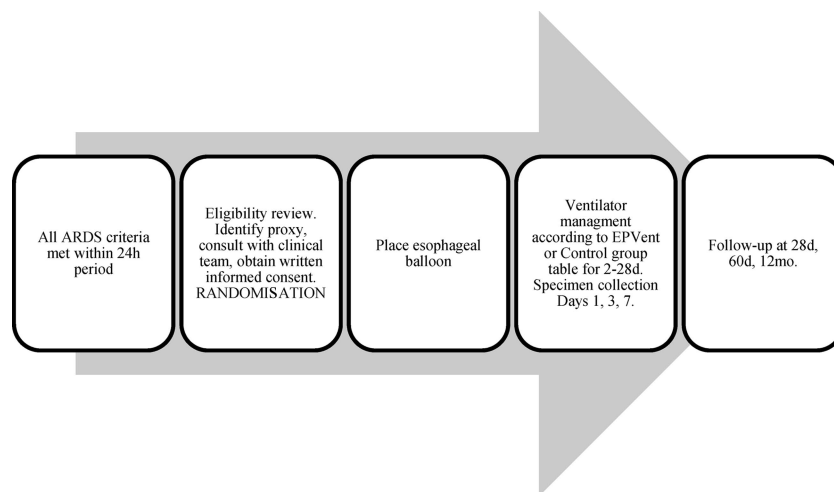 All ARDS criteria
met within 24h
period
Eligibility review.
Identify proxy,
consult with clinical
team, obtain written
informed consent.
RANDOMISATION
Place esophageal
balloon
Ventilator
managment
according to EPVent
or Control group
table for 2-28d.
Specimen collection
Days 1, 3, 7.
Follow-up at 28d,
60d, 12mo.